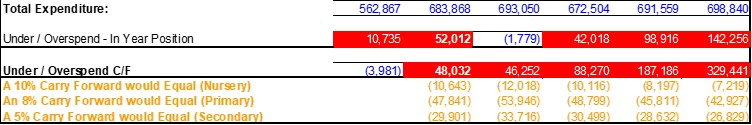 Total Expenditure: 562,867 683,868 693,050 672,504 691,559 698,840
Under / Overspend - In Year Position 10,735 52,012 (1,779) 42,018 98,916 142,256
Under / Overspend C/F (3,981) 48,032 46,252 88,270 187,186 329,441
A 10% Carry Forward would Equal (Nursery) (10,643) (12,018) (10,116) (8,197) (7,219)
An 8% Carry Forward would Equal (Primary) (47,841) (53,946) (48,799) (45,811) (42,927)
A 5% Carry Forward would Equal (Secondary) (29,901) (33,716) (30,499) (28,632) (26,829)